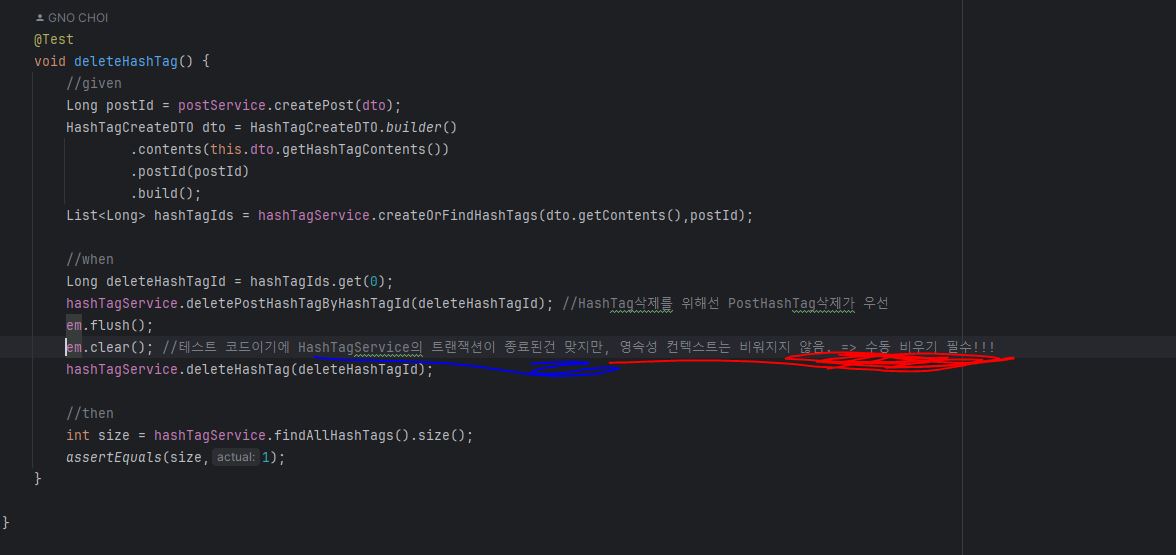 GNO CHOI
@Test
void deleteHashTag() {
//given
Long postId = postService.createPost(dto);
HashTagCreateDTO dto = HashTagCreateDTO.builder()
.contents(this.dto.getHashTagContents())
.postId(postId)
.build();
List<Long> hashTagIds = hashTagService.createOrFindHashTags(dto.getContents(),postId);
//when
Long deleteHashTagId = hashTagIds.get(0);
hashTagService.deletePostHashTagByHashTagId(deleteHashTagId); //HashTag삭제를 위해선 PostHashTag삭제가 우선
em.flush();
em.clear(); //테스트 코드이기에 HashTagService의 트랜잭션이 종료된건 맞지만, 영속성 컨텍스트는 비워지지 않음. => 수동 비우기 필수!!!
hashTagService.deleteHashTag(deleteHashTagId);
//then
int size = hashTagService.findAllHashTags().size();
assertEquals(size, actual: 1);
}
}